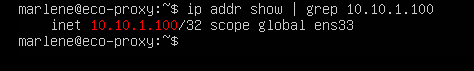 marlene@eco-proxy:~$ ip addr show | grep 10.10.1.100
    inet 10.10.1.100/32 scope global ens33
marlene@eco-proxy:~$